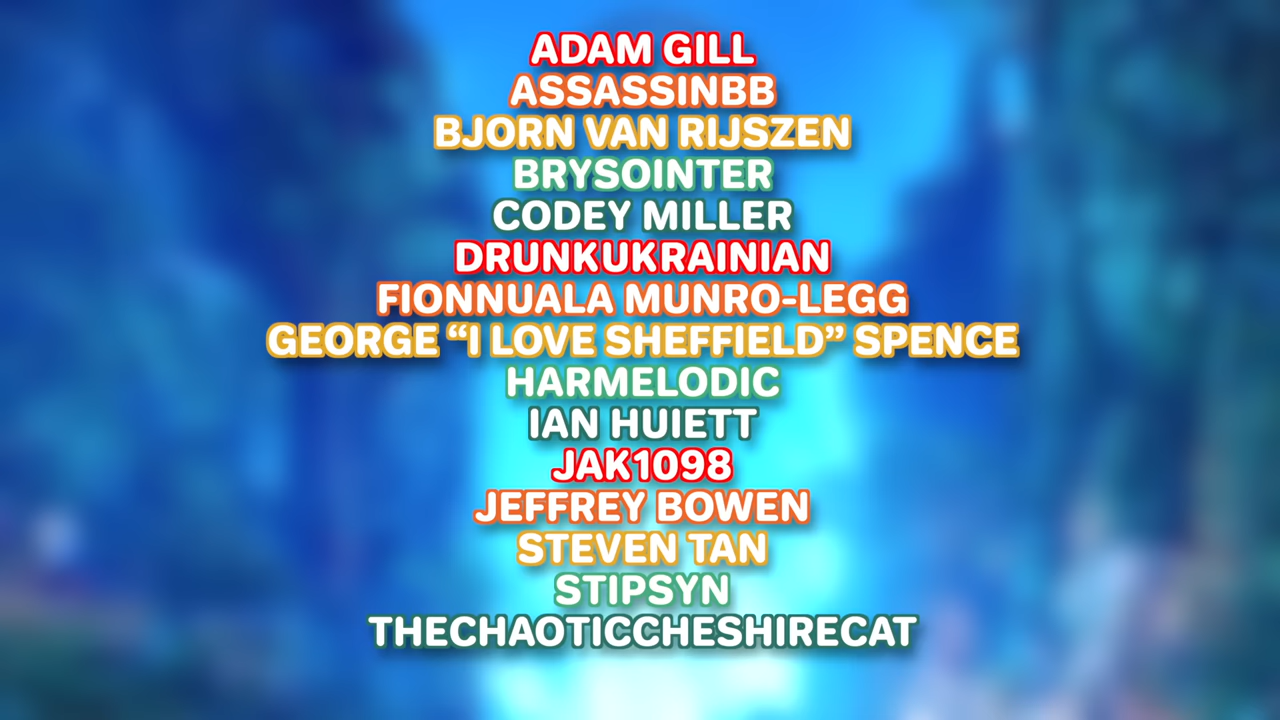 ADAM GILL
ASSASSINBB
BJORN VAN RIJSZEN
BRYSOINTER
CODEY MILLER
DRUNKUKRAINIAN
FIONNUALA MUNRO-LEGG
GEORGE “I LOVE SHEFFIELD” SPENCE
HARMELODIC
IAN HUIETT
JAK1098
JEFFREY BOWEN
STEVEN TAN
STIPSYN
THECHAOTICCHESHIRECAT